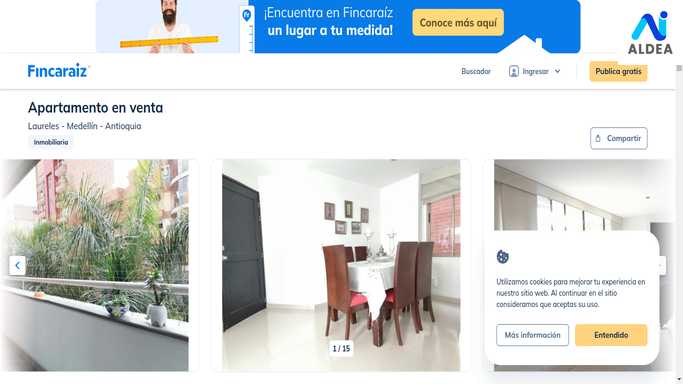 ¡Encuentra en Fincaraíz
un lugar a tu medida!
Conoce más aquí
Fr
ALDEA
Fincaraiz
Buscador
Ingresar
Publica gratis
Apartamento en venta
Laureles - Medellín - Antioquia
Inmobiliaria
Compartir
1 / 15
Utilizamos cookies para mejorar tu experiencia en
nuestro sitio web. Al continuar en el sitio
consideramos que aceptas su uso.
Más información
Entendido